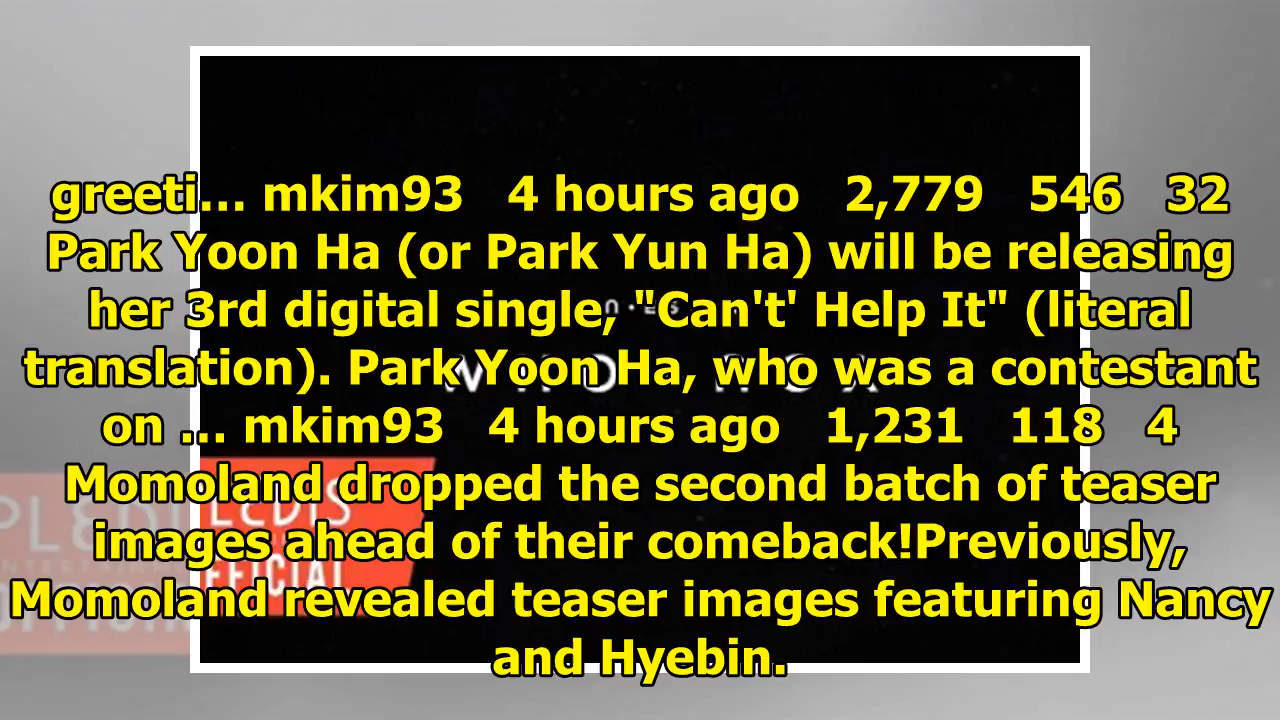 greeti... mkim93 4 hours ago 2,779 546 32
Park Yoon Ha (or Park Yun Ha) will be releasing
her 3rd digital single, "Can't' Help It" (literal
translation). Park Yoon Ha, who was a contestant
on ... mkim93 4 hours ago 1,231 118 4
Momoland dropped the second batch of teaser
images ahead of their comeback!Previously,
Momoland revealed teaser images featuring Nancy
and Hyebin.